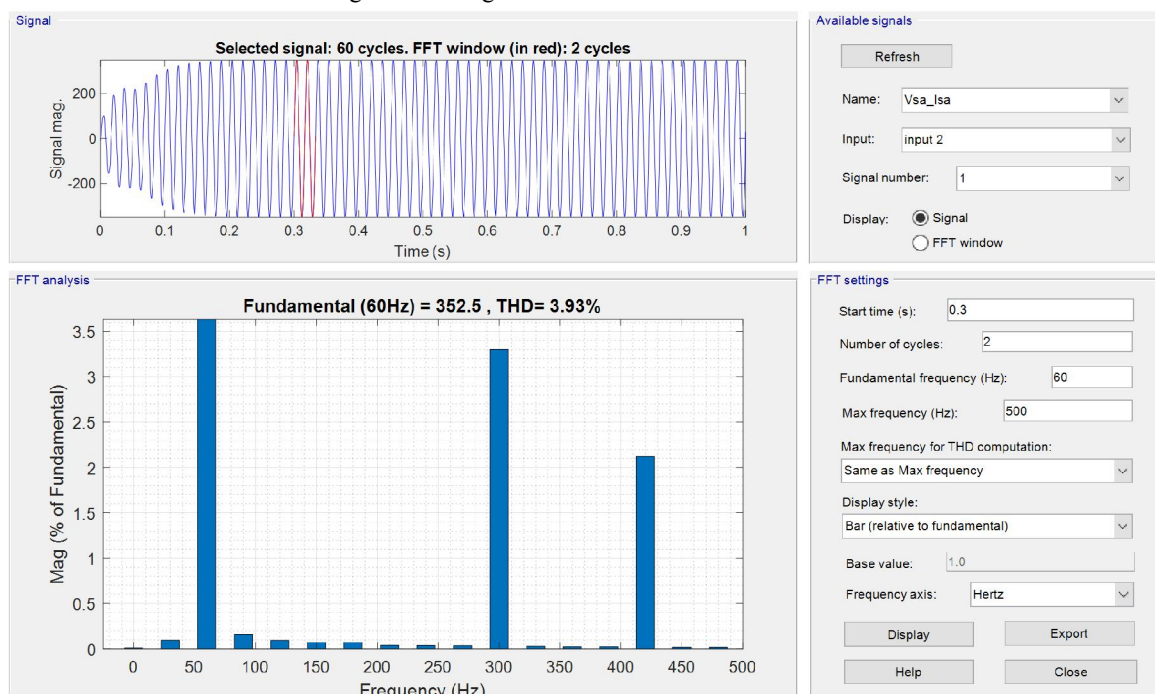 Signal
Selected signal: 60 cycles. FFT window (in red): 2 cycles
200
0
-200
Signal mag.
0 0.1 0.2 0.3 0.4 0.5 0.6 0.7 0.8 0.9 1
Time (s)
Available signals
Refresh
Name: Vsa_Isa
Input: input 2
Signal number: 1
Display: Signal
FFT window
FFT analysis
Fundamental (60Hz) = 352.5 , THD= 3.93%
3.5
3
2.5
2
1.5
1
0.5
0
Mag (% of Fundamental)
0 50 100 150 200 250 300 350 400 450 500
Frequency (Hz)
FFT settings
Start time (s): 0.3
Number of cycles: 2
Fundamental frequency (Hz): 60
Max frequency (Hz): 500
Max frequency for THD computation:
Same as Max frequency
Display style:
Bar (relative to fundamental)
Base value: 1.0
Frequency axis: Hertz
Display Export
Help Close